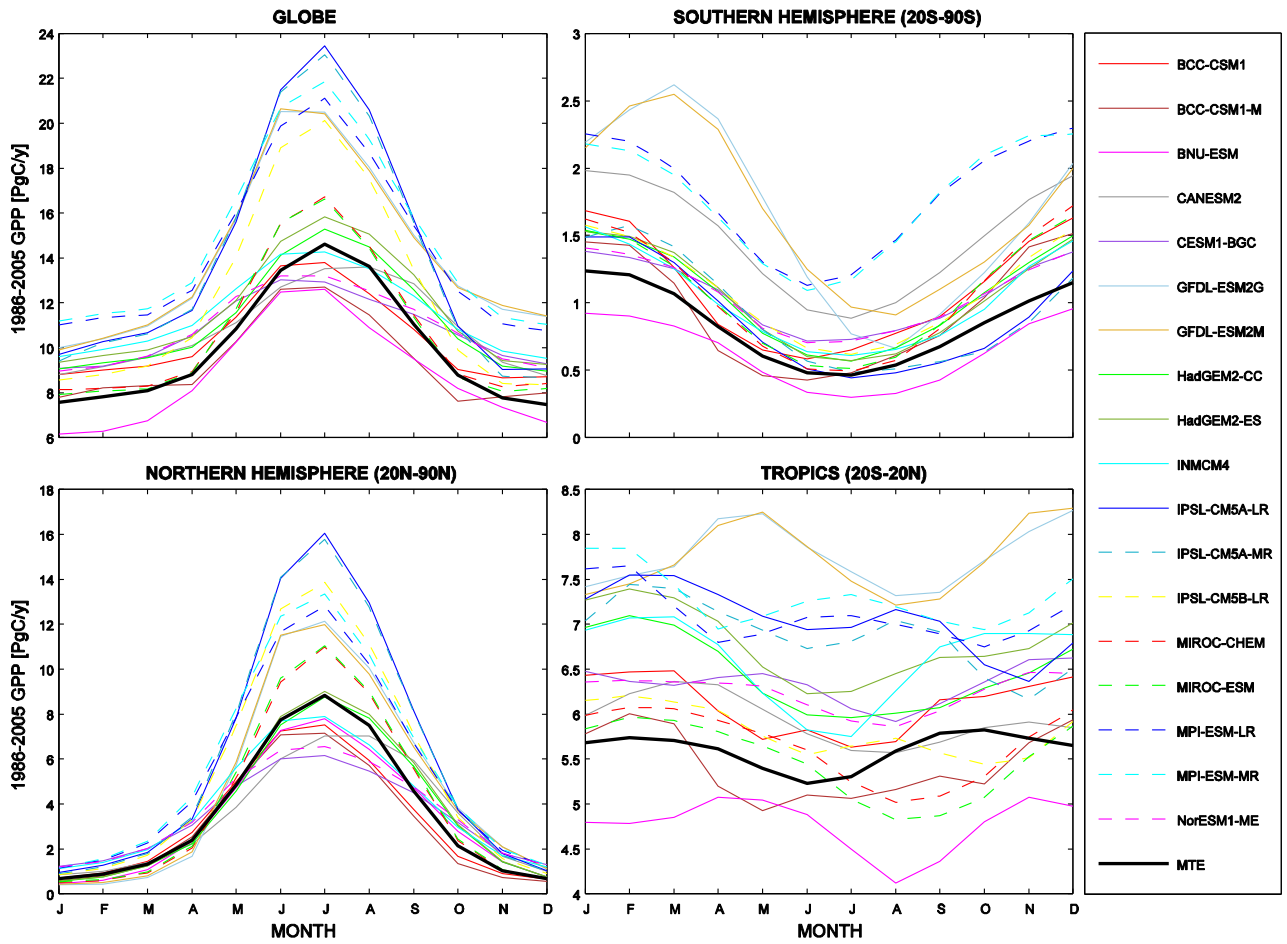 GLOBE
SOUTHERN HEMISPHERE (20S-90S)
24
22
20
18
16
14
12
10
8
6
1986-2005 GPP [PgC/y]
3
2.5
2
1.5
1
0.5
0
J F M A M J J A S O N D
NORTHERN HEMISPHERE (20N-90N)
TROPICS (20S-20N)
18
16
14
12
10
8
6
4
2
0
1986-2005 GPP [PgC/y]
J F M A M J J A S O N D
MONTH
8.5
8
7.5
7
6.5
6
5.5
5
4.5
4
J F M A M J J A S O N D
MONTH
BCC-CSM1
BCC-CSM1-M
BNU-ESM
CANESM2
CESM1-BGC
GFDL-ESM2G
GFDL-ESM2M
HadGEM2-CC
HadGEM2-ES
INMCM4
IPSL-CM5A-LR
IPSL-CM5A-MR
IPSL-CM5B-LR
MIROC-CHEM
MIROC-ESM
MPI-ESM-LR
MPI-ESM-MR
NorESM1-ME
MTE